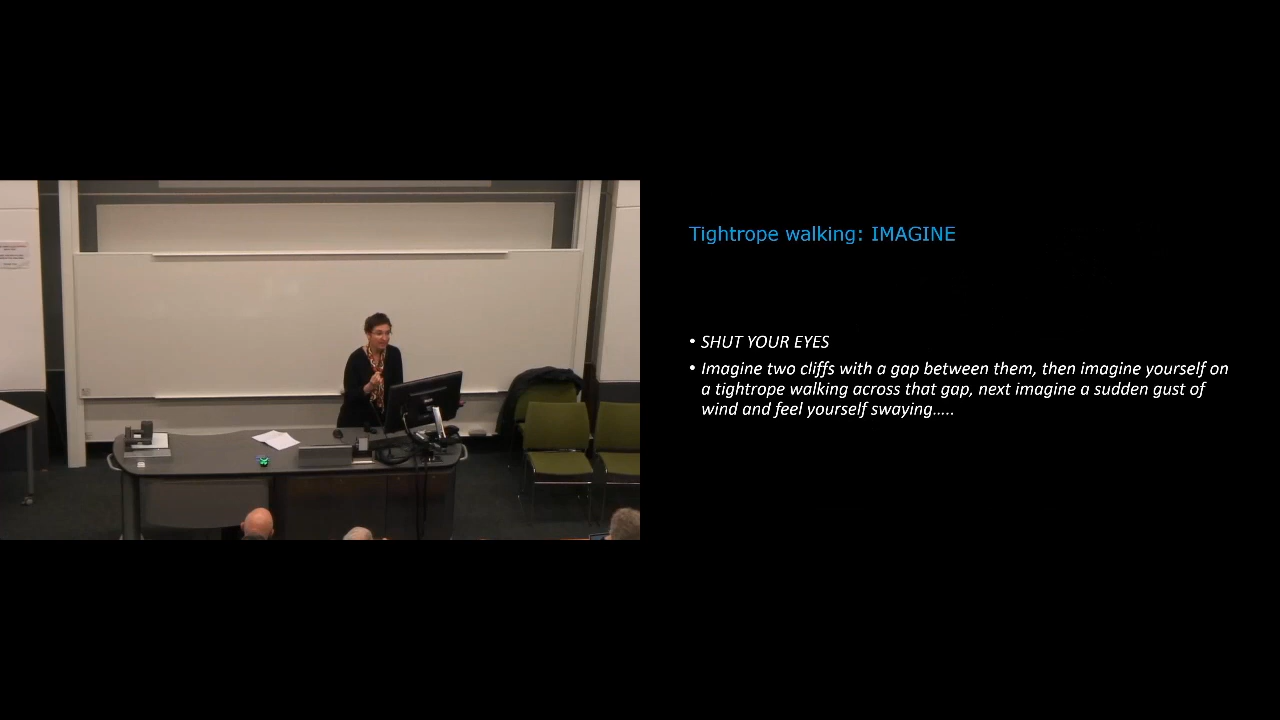 Tightrope walking: IMAGINE
• SHUT YOUR EYES
• Imagine two cliffs with a gap between them, then imagine yourself on
a tightrope walking across that gap, next imagine a sudden gust of
wind and feel yourself swaying.....